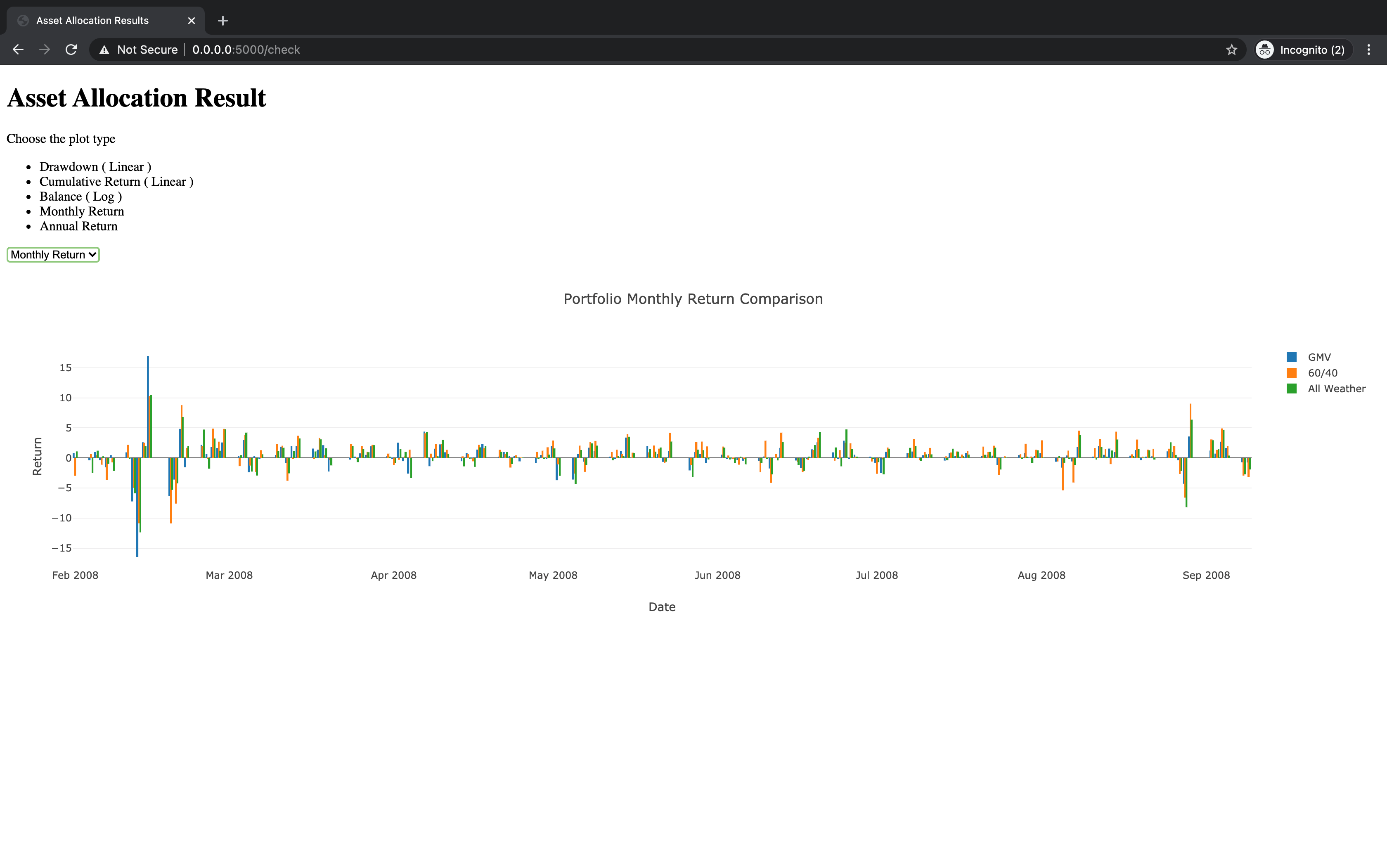 Asset Allocation Results
Not Secure | 0.0.0.0:5000/check
Incognito (2)
Asset Allocation Result
Choose the plot type
• Drawdown ( Linear )
• Cumulative Return ( Linear )
• Balance ( Log )
• Monthly Return
• Annual Return
Monthly Return
Portfolio Monthly Return Comparison
GMV
60/40
All Weather
15
10
5
0
−5
−10
−15
Return
Feb 2008 Mar 2008 Apr 2008 May 2008 Jun 2008 Jul 2008 Aug 2008 Sep 2008
Date